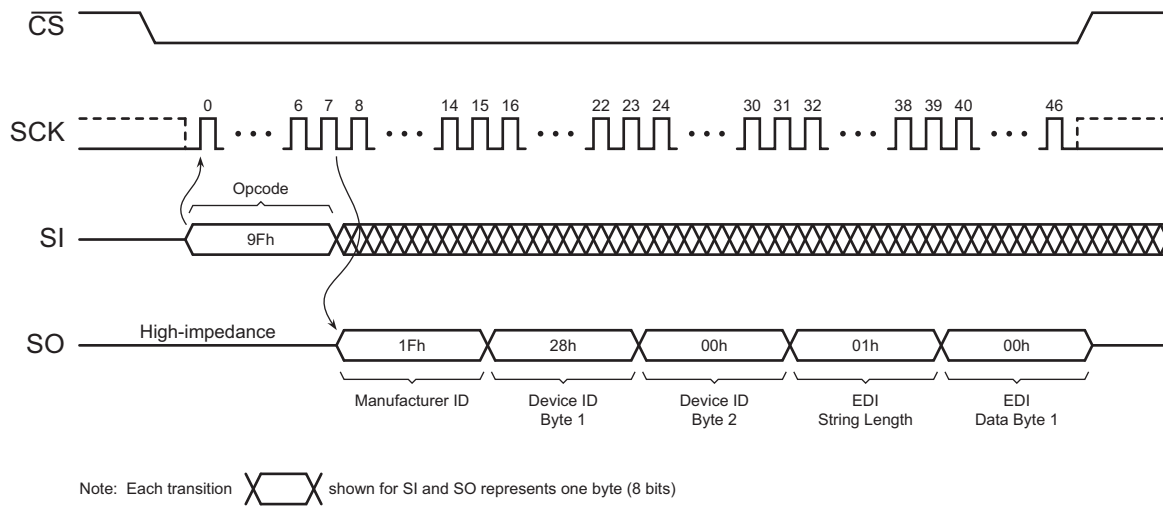 CS
0 6 7 8 14 15 16 22 23 24 30 31 32 38 39 40 46
SCK
Opcode
SI 9Fh
High-impedance
SO 1Fh 28h 00h 01h 00h
Manufacturer ID Device ID Device ID EDI EDI
Byte 1 Byte 2 String Length Data Byte 1
Note: Each transition shown for SI and SO represents one byte (8 bits)